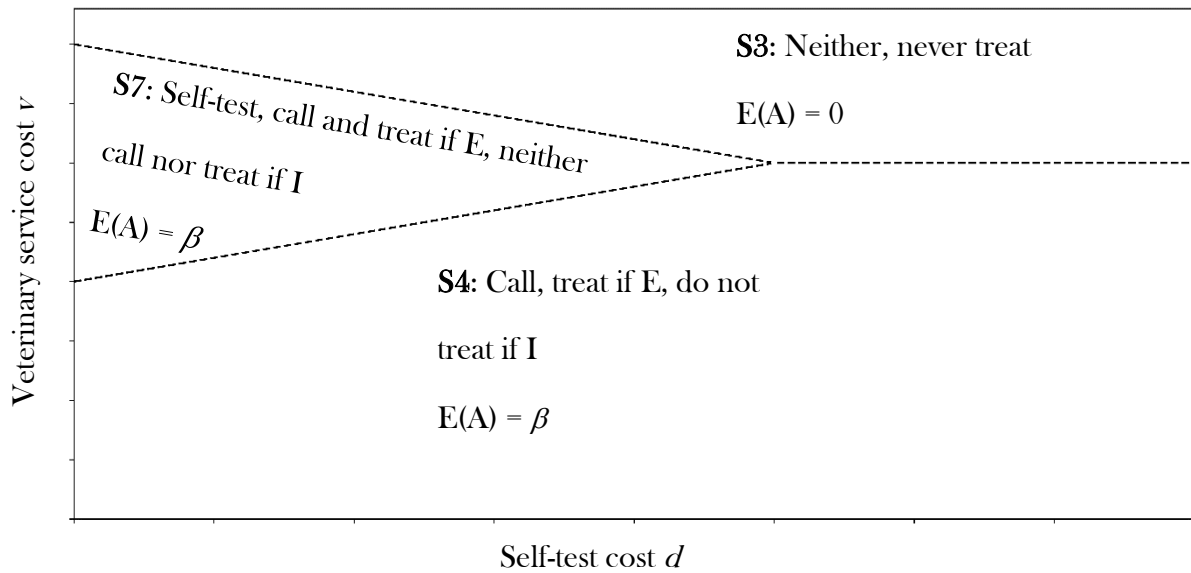 S3: Neither, never treat
E(A) = 0
S7: Self-test, call and treat if E, neither
call nor treat if I
E(A) = β
S4: Call, treat if E, do not
treat if I
E(A) = β
Veterinary service cost v
Self-test cost d